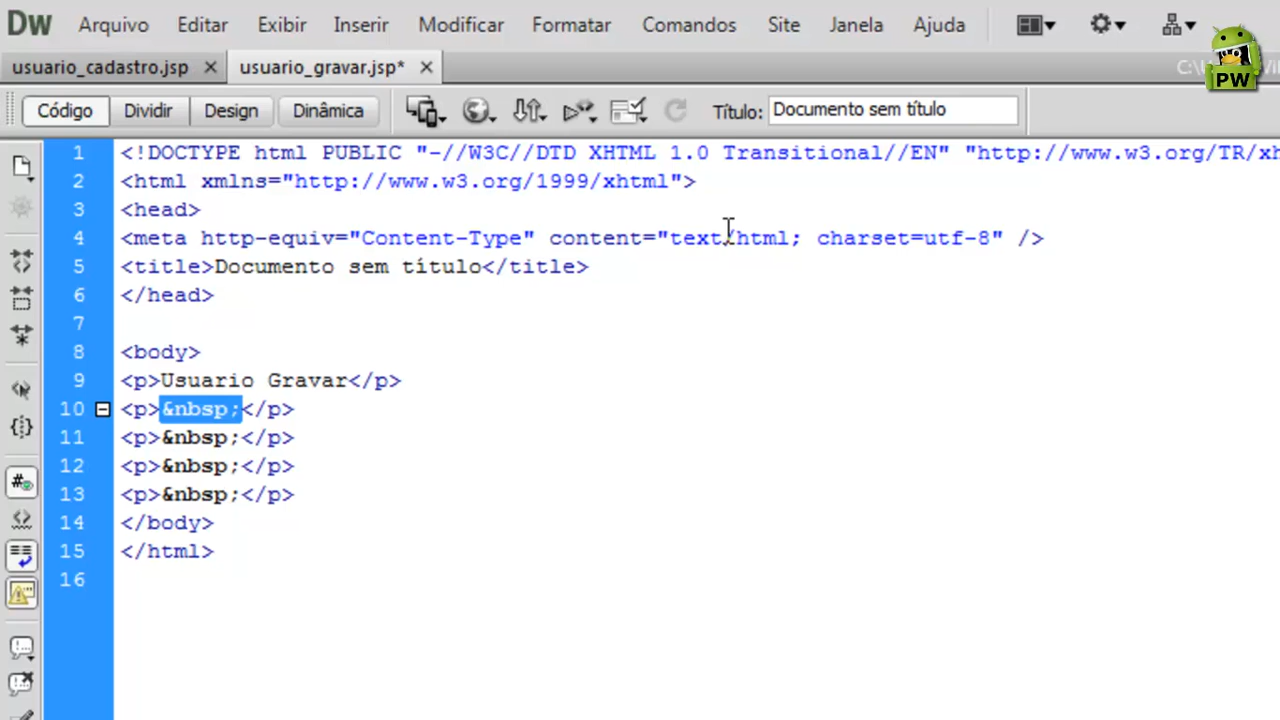 Dw Arquivo Editar Exibir Inserir Modificar Formatar Comandos Site Janela Ajuda
usuario_cadastro.jsp usuario_gravar.jsp*
PW
Código Dividir Design Dinâmica Título: Documento sem título
1 <!DOCTYPE html PUBLIC "-//W3C//DTD XHTML 1.0 Transitional//EN" "http://www.w3.org/TR/xh
2 <html xmlns="http://www.w3.org/1999/xhtml">
3 <head>
4 <meta http-equiv="Content-Type" content="text/html; charset=utf-8" />
5 <title>Documento sem título</title>
6 </head>
7
8 <body>
9 <p>Usuario Gravar</p>
10 <p>&nbsp;</p>
11 <p>&nbsp;</p>
12 <p>&nbsp;</p>
13 <p>&nbsp;</p>
14 </body>
15 </html>
16